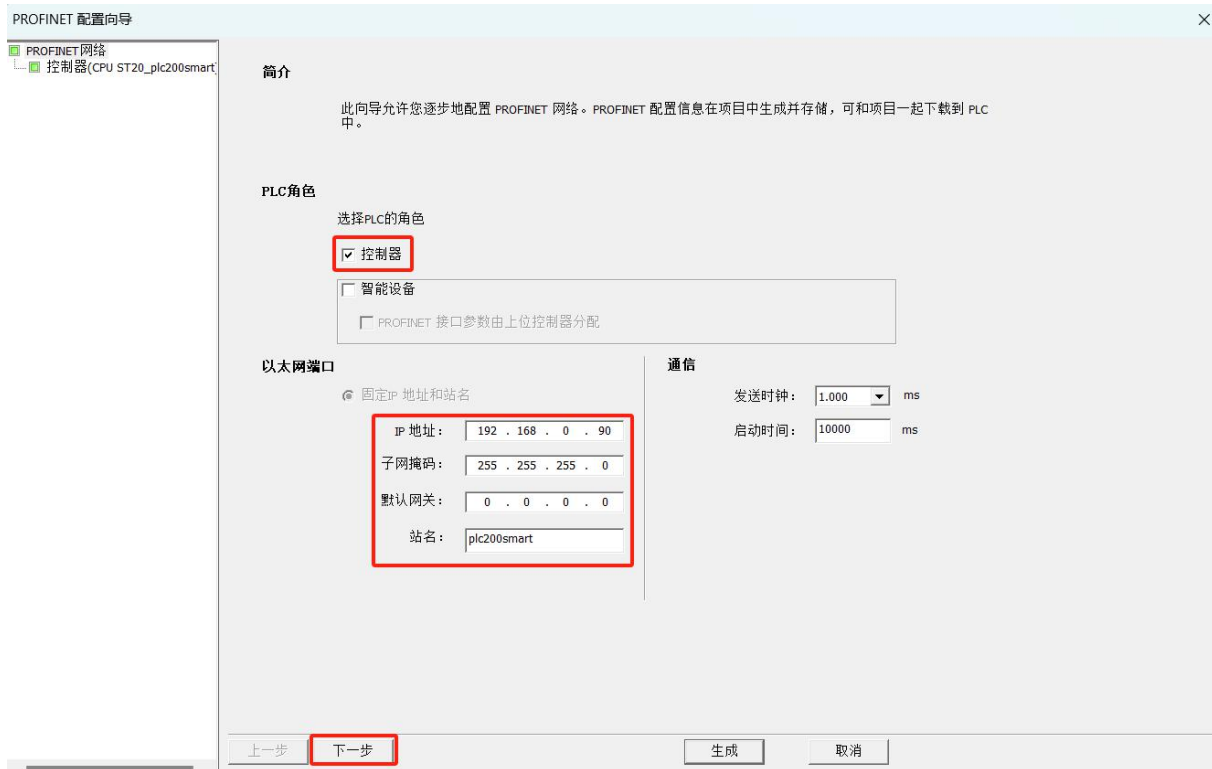 PROFINET 配置向导
PROFINET网络
控制器(CPU ST20_plc200smart
简介
此向导允许您逐步地配置 PROFINET 网络。PROFINET 配置信息在项目中生成并存储，可和项目一起下载到 PLC
中。
PLC角色
选择PLC的角色
控制器
智能设备
PROFINET 接口参数由上位控制器分配
以太网端口
固定IP 地址和站名
IP 地址： 192 . 168 . 0 . 90
子网掩码： 255 . 255 . 255 . 0
默认网关： 0 . 0 . 0 . 0
站名： plc200smart
通信
发送时钟： 1.000 ms
启动时间： 10000 ms
上一步 下一步 生成 取消